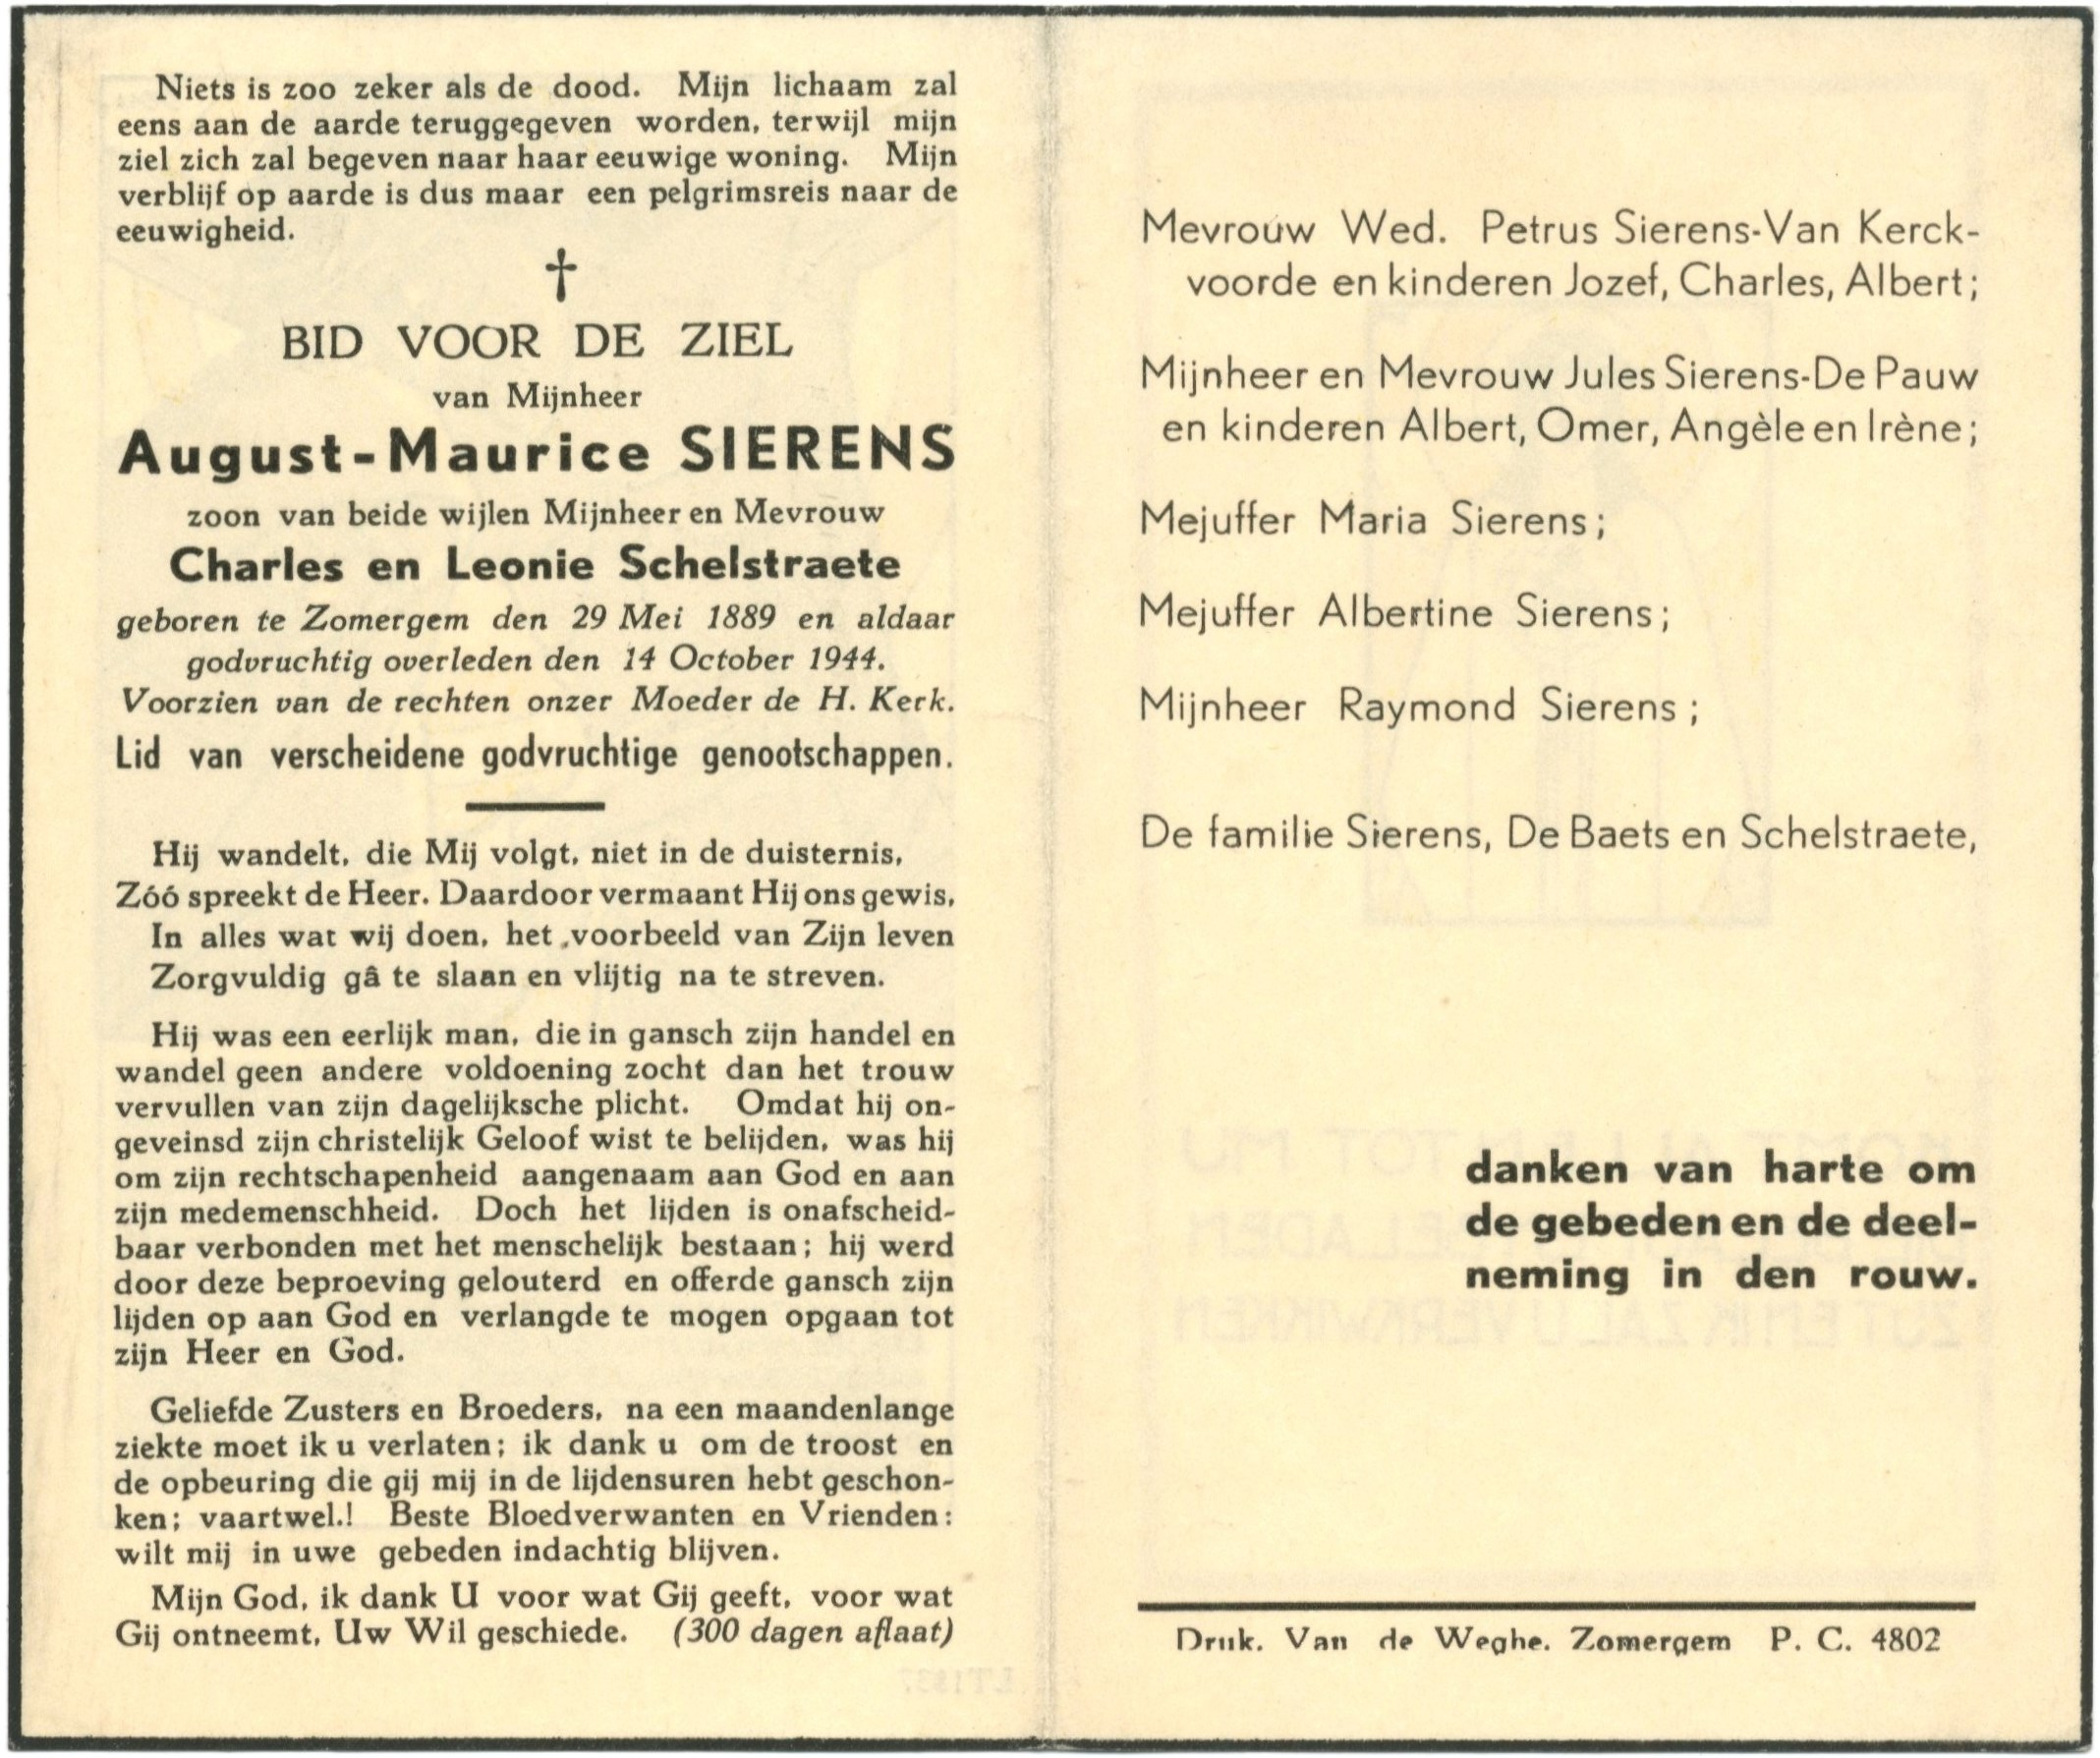 Niets is zoo zeker als de dood. Mijn lichaam zal
eens aan de aarde teruggegeven worden, terwijl mijn
ziel zich zal begeven naar haar eeuwige woning. Mijn
verblijf op aarde is dus maar een pelgrimsreis naar de
eeuwigheid.
†
BID VOOR DE ZIEL
van Mijnheer
August-Maurice SIERENS
zoon van beide wijlen Mijnheer en Mevrouw
Charles en Leonie Schelstraete
geboren te Zomergem den 29 Mei 1889 en aldaar
godvruchtig overleden den 14 October 1944.
Voorzien van de rechten onzer Moeder de H. Kerk.
Lid van verscheidene godvruchtige genootschappen.
Hij wandelt, die Mij volgt, niet in de duisternis,
Zóó spreekt de Heer. Daardoor vermaant Hij ons gewis,
In alles wat wij doen, het voorbeeld van Zijn leven
Zorgvuldig gâ te slaan en vlijtig na te streven.
Hij was een eerlijk man, die in gansch zijn handel en
wandel geen andere voldoening zocht dan het trouw
vervullen van zijn dagelijksche plicht. Omdat hij on-
geveinsd zijn christelijk Geloof wist te belijden, was hij
om zijn rechtschapenheid aangenaam aan God en aan
zijn medemenschheid. Doch het lijden is onafscheid-
baar verbonden met het menschelijk bestaan; hij werd
door deze beproeving gelouterd en offerde gansch zijn
lijden op aan God en verlangde te mogen opgaan tot
zijn Heer en God.
Geliefde Zusters en Broeders, na een maandenlange
ziekte moet ik u verlaten; ik dank u om de troost en
de opbeuring die gij mij in de lijdensuren hebt geschon-
ken; vaartwel.! Beste Bloedverwanten en Vrienden:
wilt mij in uwe gebeden indachtig blijven.
Mijn God, ik dank U voor wat Gij geeft, voor wat
Gij ontneemt, Uw Wil geschiede. (300 dagen aflaat)
Mevrouw Wed. Petrus Sierens-Van Kerck-
voorde en kinderen Jozef, Charles, Albert;
Mijnheer en Mevrouw Jules Sierens-De Pauw
en kinderen Albert, Omer, Angèle en Irène;
Mejuffer Maria Sierens;
Mejuffer Albertine Sierens;
Mijnheer Raymond Sierens;
De familie Sierens, De Baets en Schelstraete,
danken van harte om
de gebeden en de deel-
neming in den rouw.
Druk. Van de Weghe. Zomergem P. C. 4802